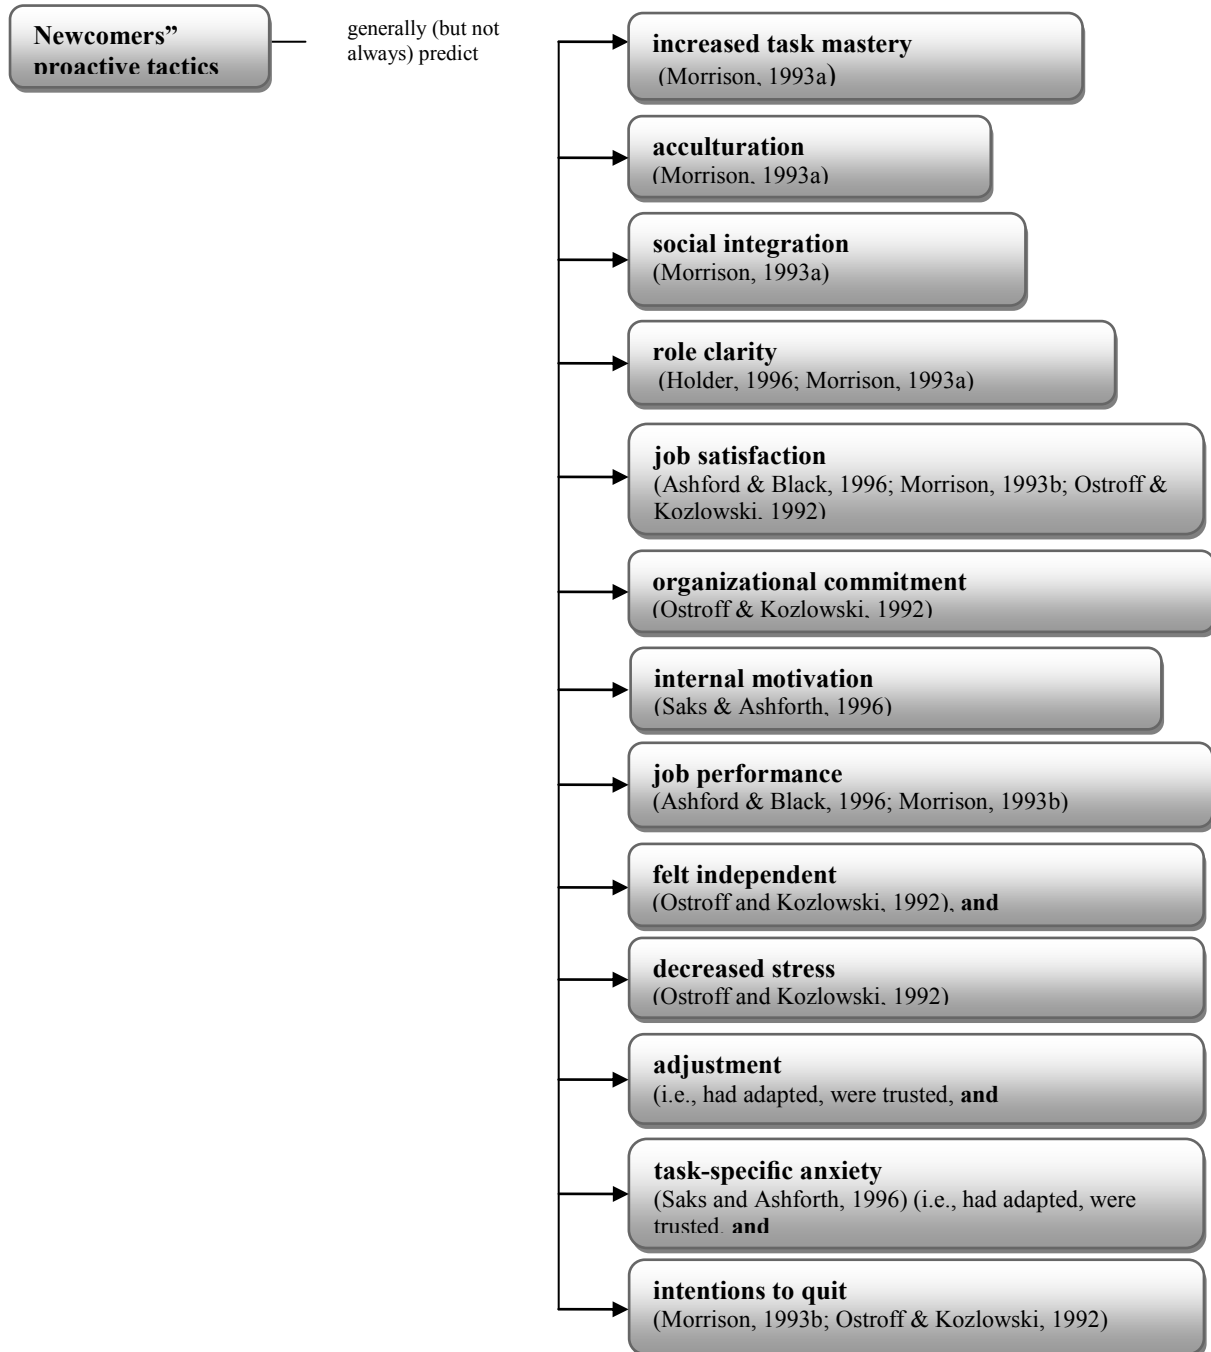 Newcomers”
proactive tactics
generally (but not
always) predict
increased task mastery
(Morrison, 1993a)
acculturation
(Morrison, 1993a)
social integration
(Morrison, 1993a)
role clarity
(Holder, 1996; Morrison, 1993a)
job satisfaction
(Ashford & Black, 1996; Morrison, 1993b; Ostroff &
Kozlowski, 1992)
organizational commitment
(Ostroff & Kozlowski, 1992)
internal motivation
(Saks & Ashforth, 1996)
job performance
(Ashford & Black, 1996; Morrison, 1993b)
felt independent
(Ostroff and Kozlowski, 1992), and
decreased stress
(Ostroff and Kozlowski, 1992)
adjustment
(i.e., had adapted, were trusted, and
task-specific anxiety
(Saks and Ashforth, 1996) (i.e., had adapted, were
trusted, and
intentions to quit
(Morrison, 1993b; Ostroff & Kozlowski, 1992)